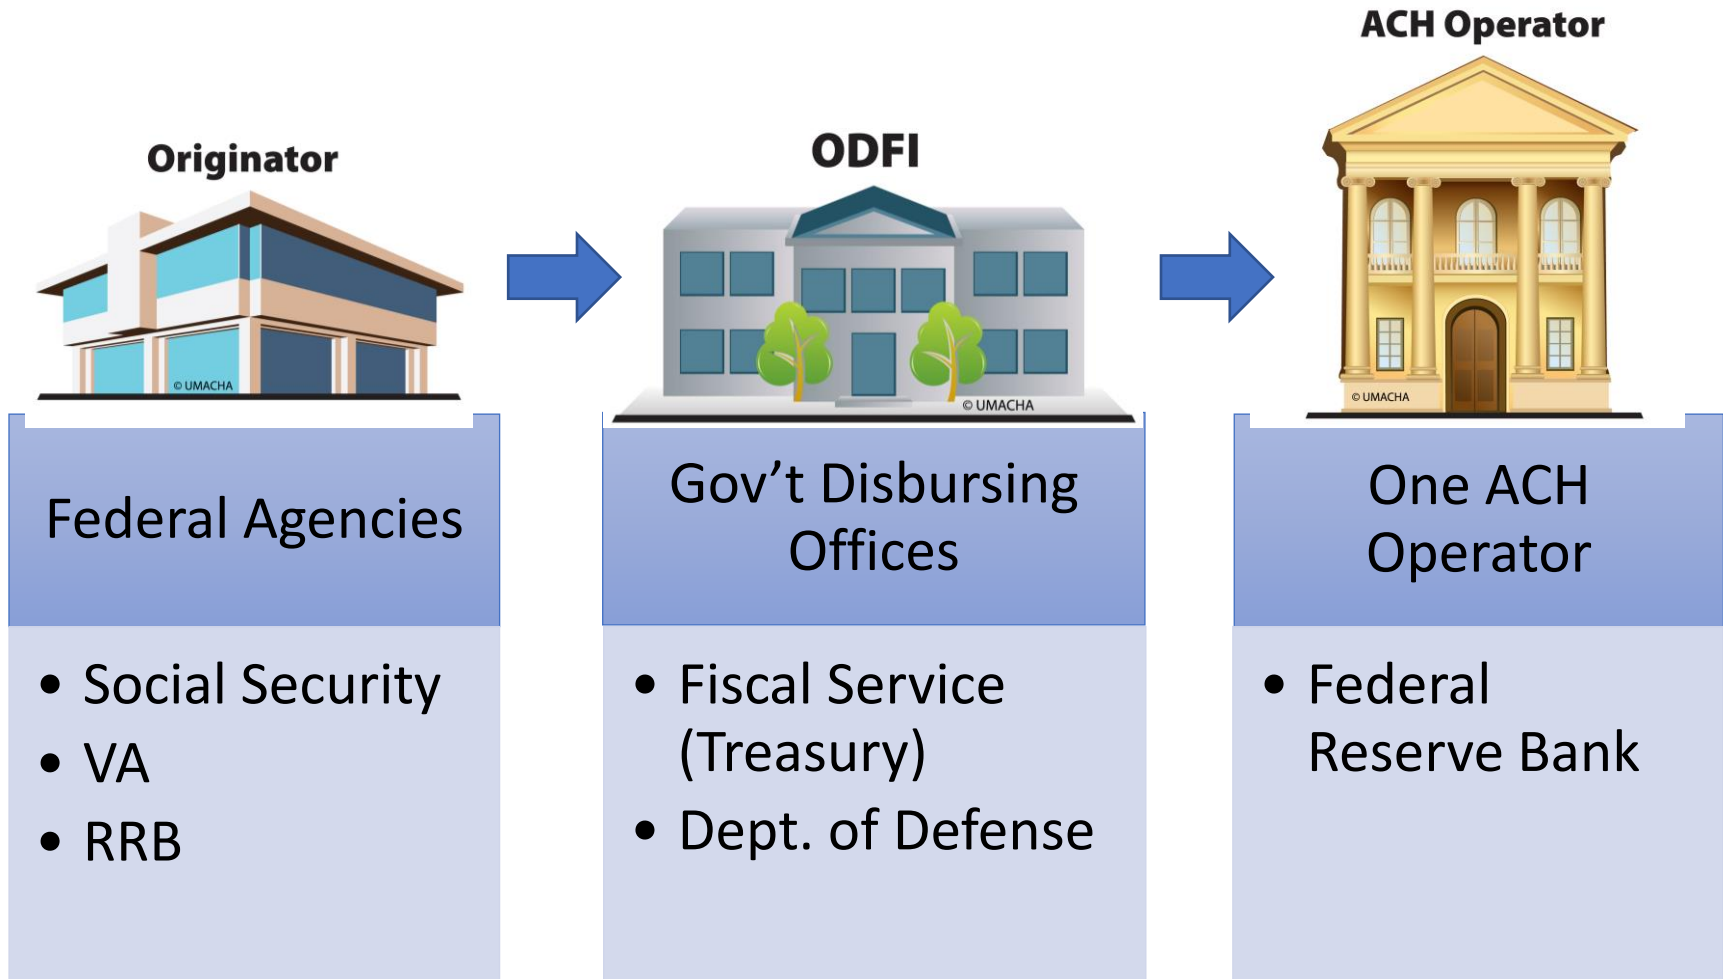 Originator
© UMACHA
Federal Agencies
• Social Security
• VA
• RRB
ODFI
© UMACHA
Gov’t Disbursing
Offices
• Fiscal Service
(Treasury)
• Dept. of Defense
ACH Operator
© UMACHA
One ACH
Operator
• Federal
Reserve Bank